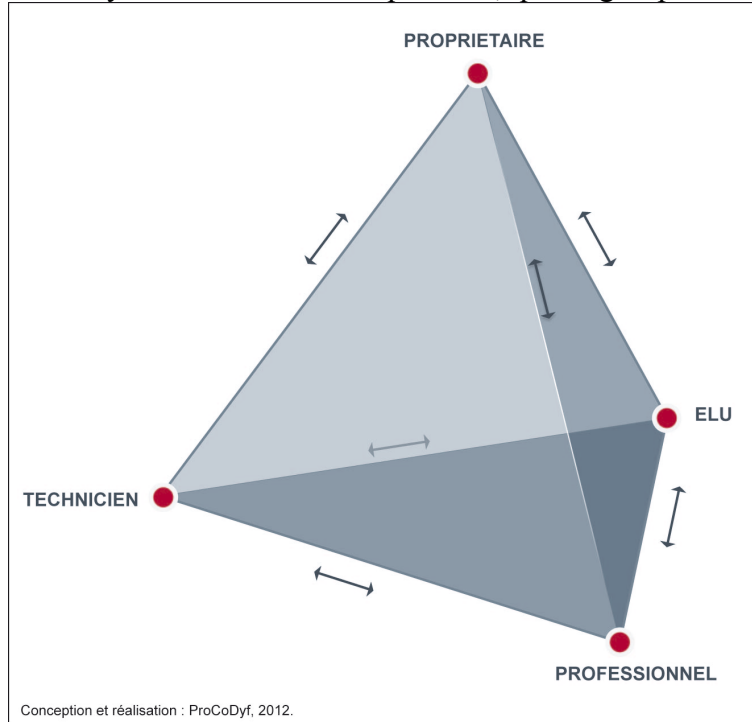 PROPRIETAIRE
ELU
TECHNICIEN
PROFESSIONNEL
Conception et réalisation : ProCoDyf, 2012.